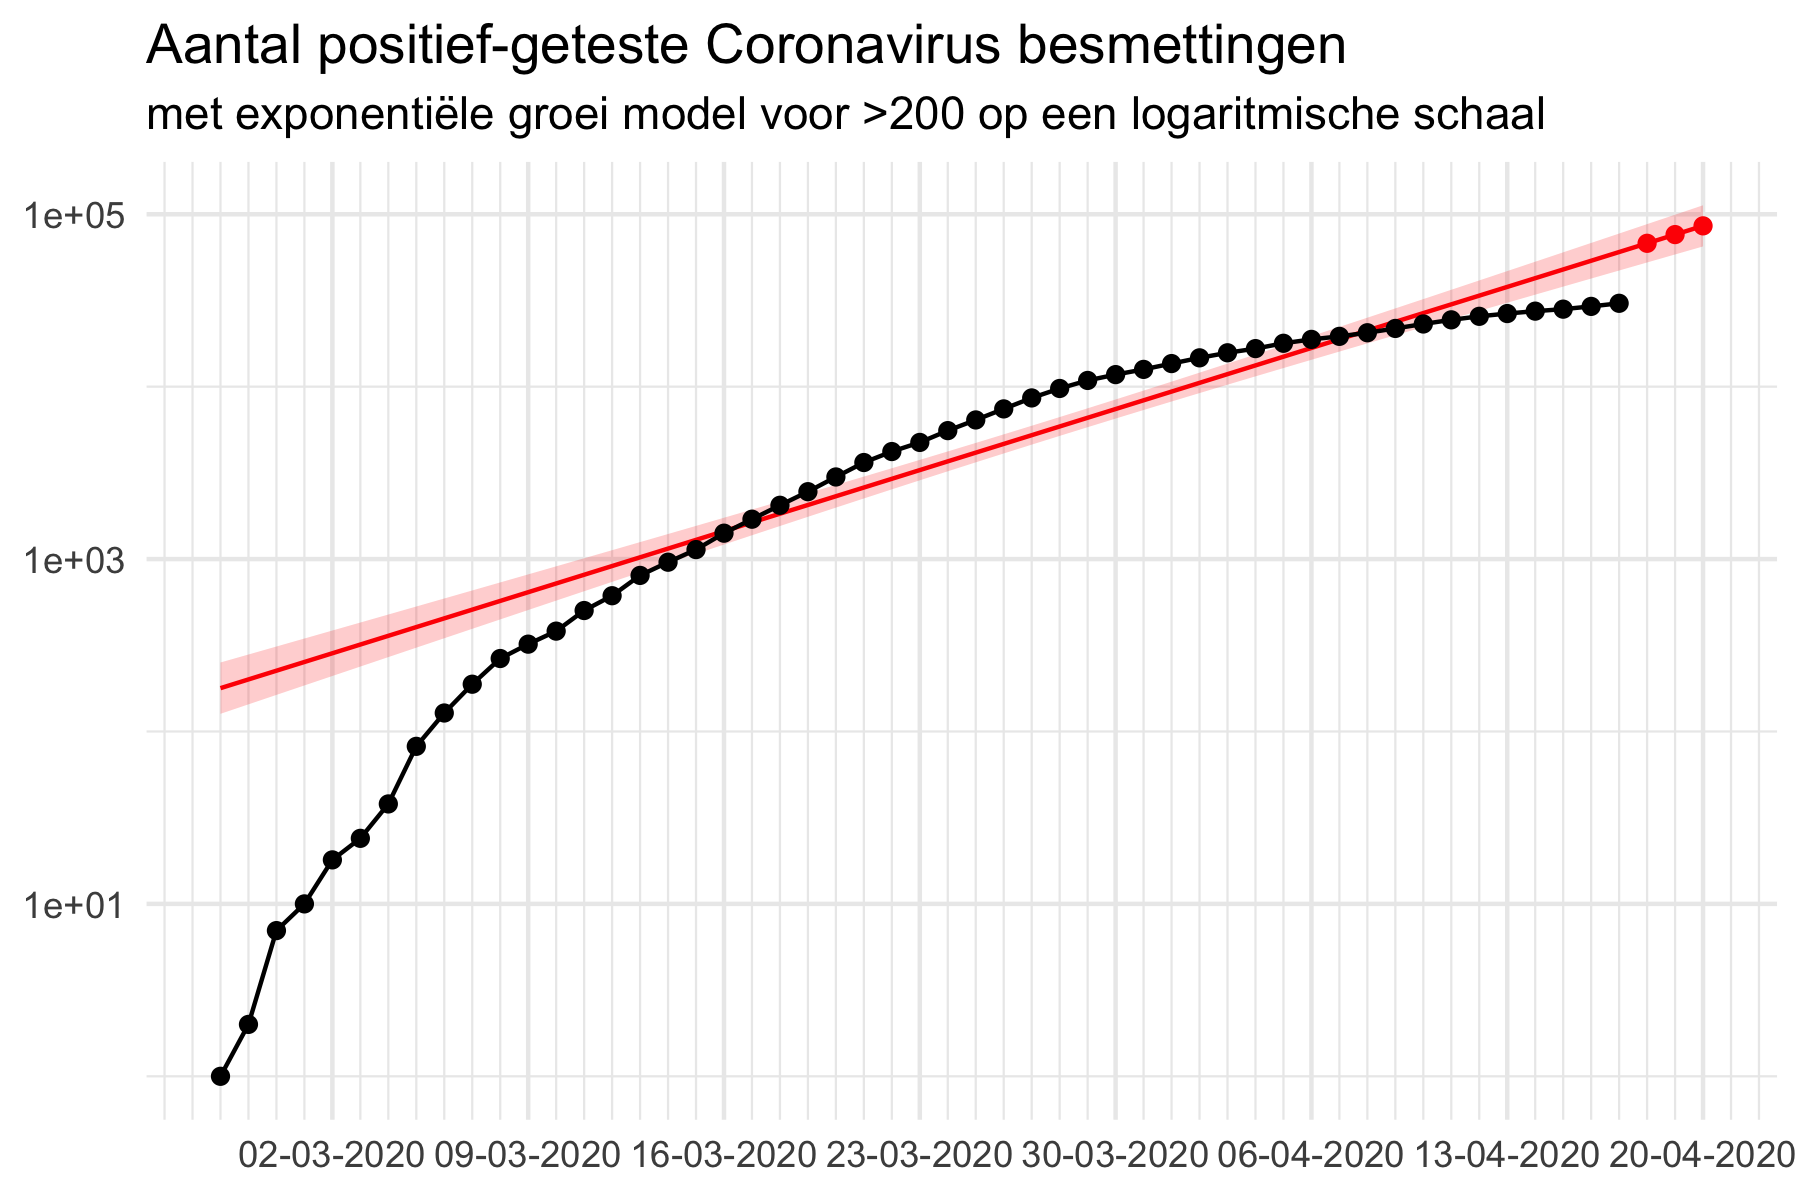 Aantal positief-geteste Coronavirus besmettingen
met exponentiële groei model voor >200 op een logaritmische schaal
1e+05
1e+03
1e+01
02-03-2020 09-03-2020 16-03-2020 23-03-2020 30-03-2020 06-04-2020 13-04-2020 20-04-2020